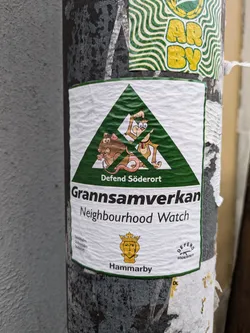 AR
BY
Defend Söderort
Grannsamverkan
Neighbourhood Watch
Hammarby